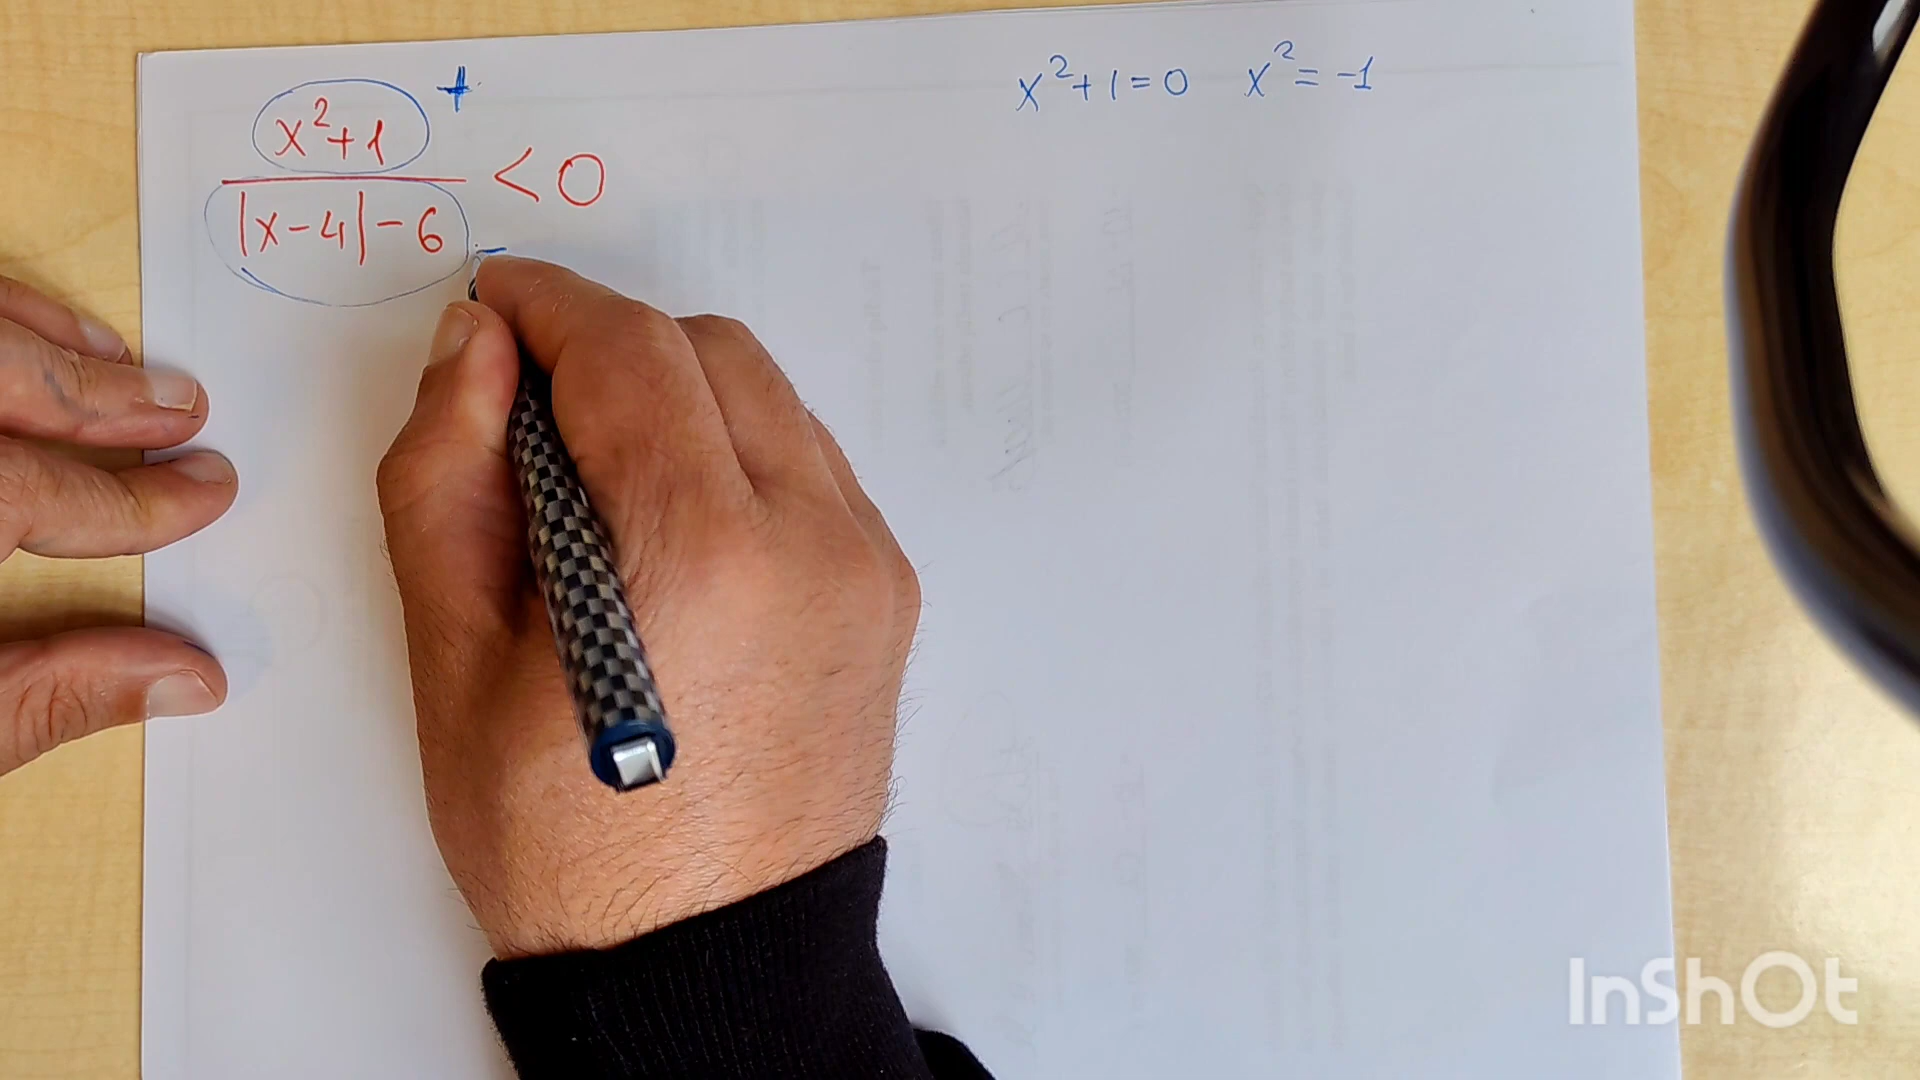 x²+1 +
|x-4|-6 < 0
-
x²+1=0 x²=-1
InShOt